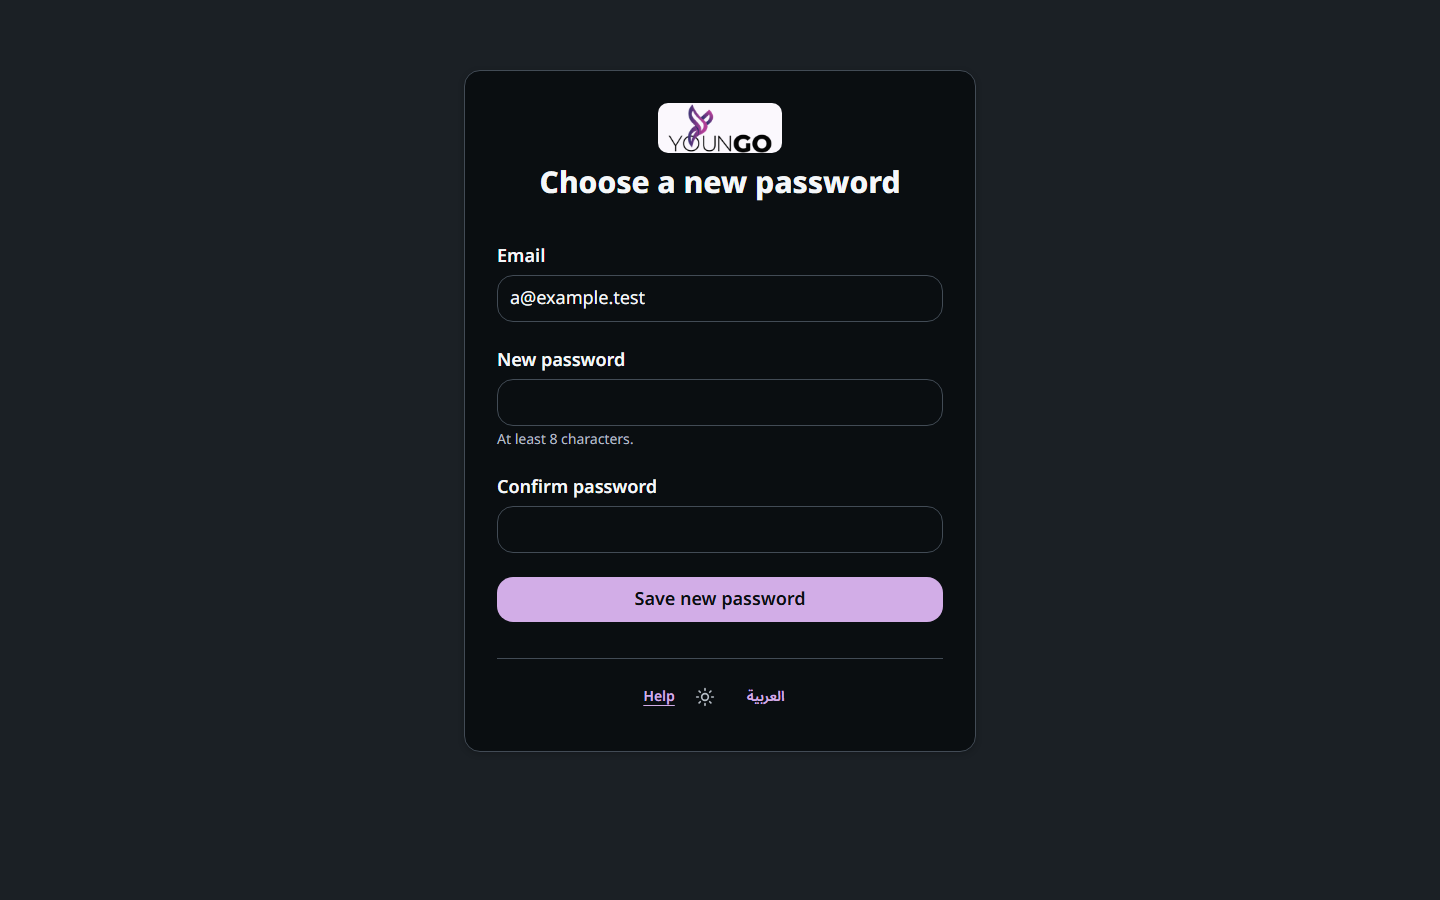 YOUNGO
Choose a new password
Email
a@example.test
New password
At least 8 characters.
Confirm password
Save new password
Help العربية